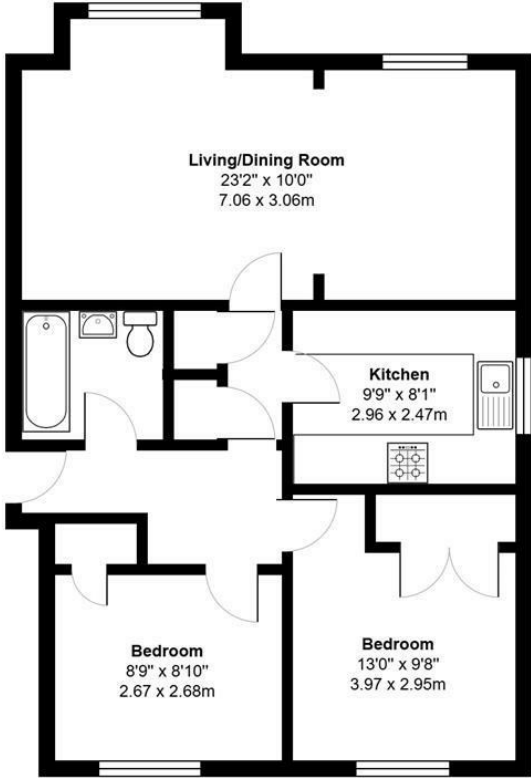 Living/Dining Room
23'2" x 10'0"
7.06 x 3.06m
Kitchen
9'9" x 8'1"
2.96 x 2.47m
Bedroom
8'9" x 8'10"
2.67 x 2.68m
Bedroom
13'0" x 9'8"
3.97 x 2.95m